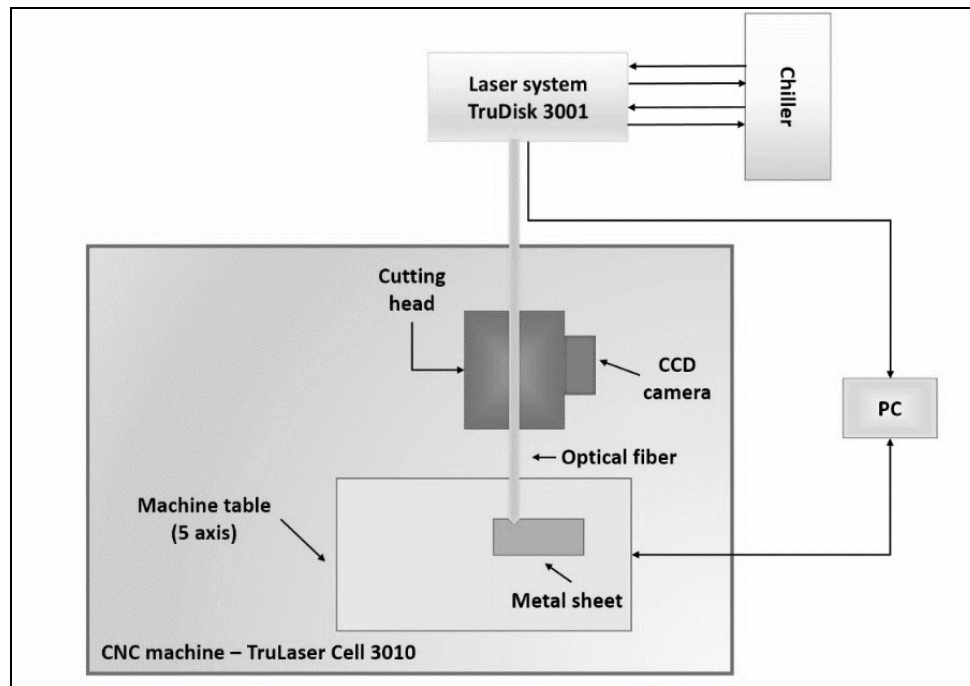 Laser system
TruDisk 3001
Chiller
Cutting
head
CCD
camera
PC
Optical fiber
Machine table
(5 axis)
Metal sheet
CNC machine – TruLaser Cell 3010